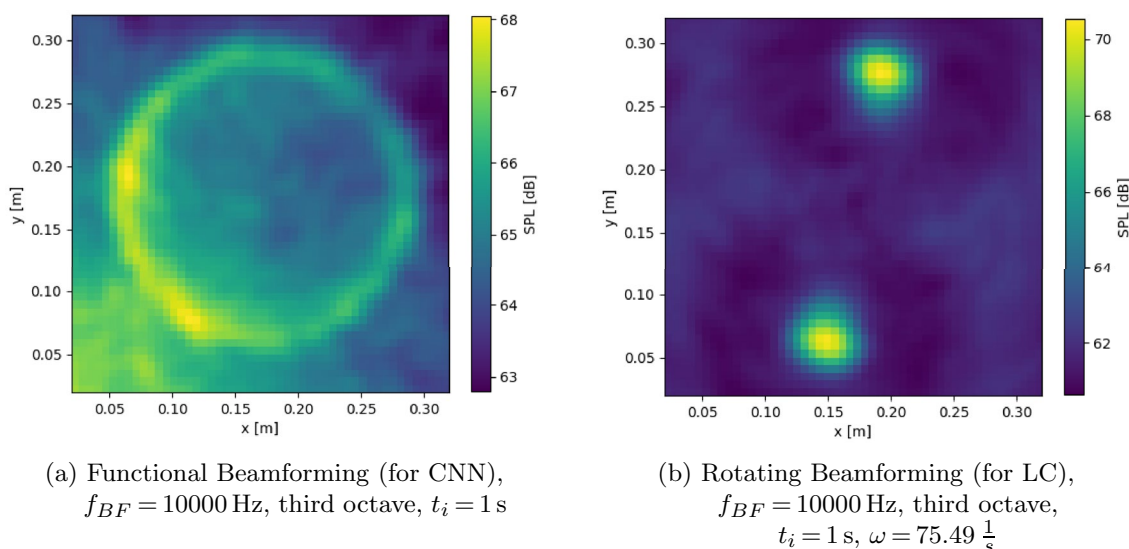 0.30
0.25
0.20
0.15
0.10
0.05
y [m]
0.05 0.10 0.15 0.20 0.25 0.30
x [m]
68
67
66
65
64
63
SPL [dB]
(a) Functional Beamforming (for CNN),
f_BF = 10000 Hz, third octave, t_i = 1 s
0.30
0.25
0.20
0.15
0.10
0.05
y [m]
0.05 0.10 0.15 0.20 0.25 0.30
x [m]
70
68
66
64
62
SPL [dB]
(b) Rotating Beamforming (for LC),
f_BF = 10000 Hz, third octave,
t_i = 1 s, ω = 75.49 1/s